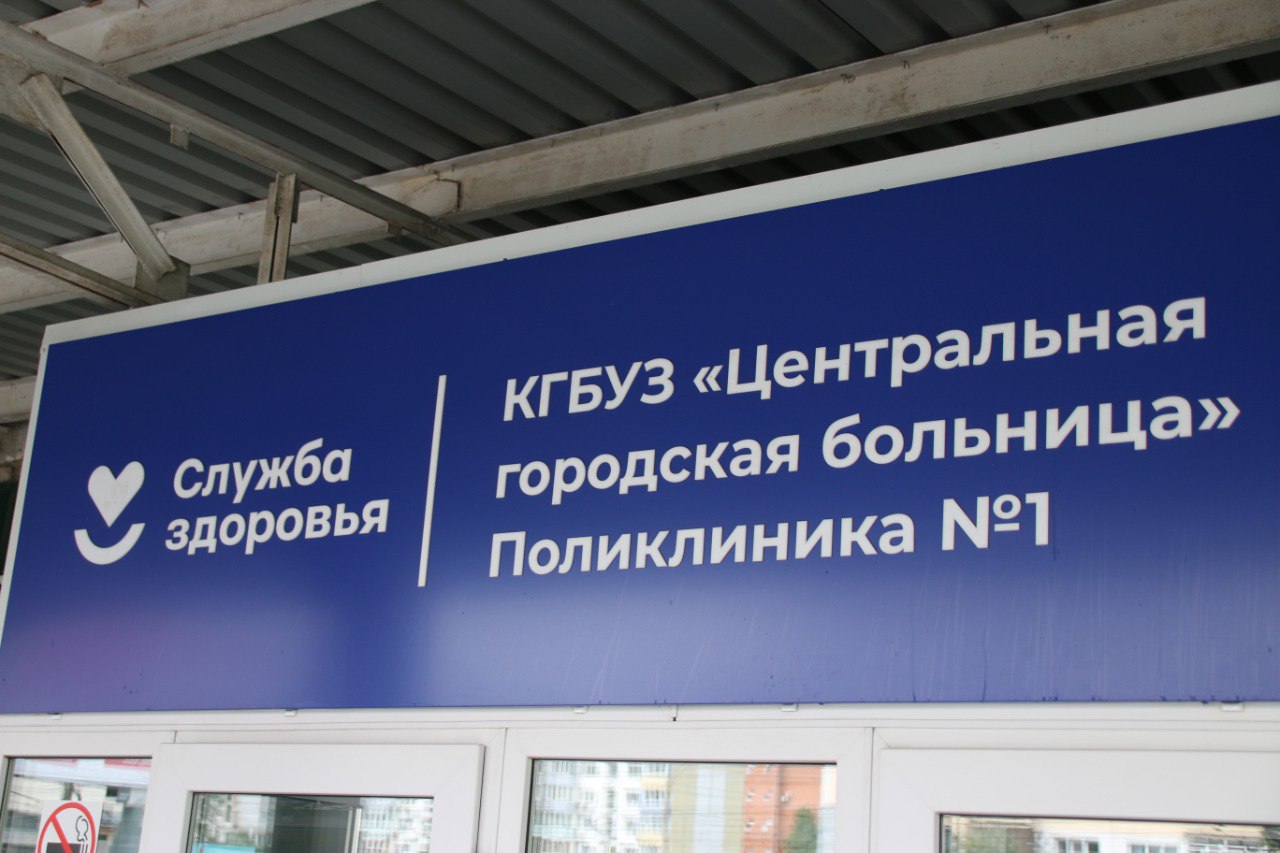 Служба
здоровья
КГБУЗ «Центральная
городская больница»
Поликлиника №1